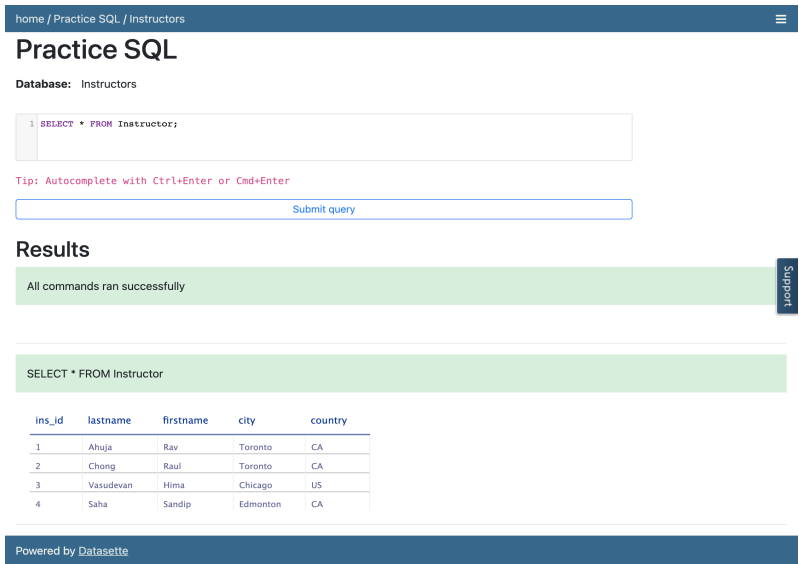 home / Practice SQL / Instructors
Practice SQL
Database: Instructors
1 SELECT * FROM Instructor;
Tip: Autocomplete with Ctrl+Enter or Cmd+Enter
Submit query
Results
All commands ran successfully
Support
SELECT * FROM Instructor
ins_id lastname firstname city country
1 Ahuja Rav Toronto CA
2 Chong Raul Toronto CA
3 Vasudevan Hima Chicago US
4 Saha Sandip Edmonton CA
Powered by Datasette